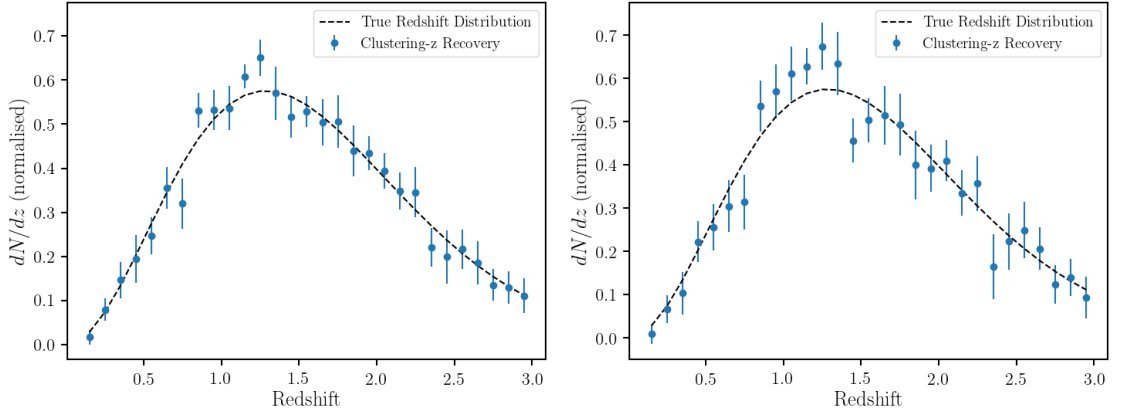 True Redshift Distribution
Clustering-z Recovery
0.7
0.6
0.5
0.4
0.3
0.2
0.1
0.0
dN/dz (normalised)
0.5 1.0 1.5 2.0 2.5 3.0
Redshift
True Redshift Distribution
Clustering-z Recovery
0.7
0.6
0.5
0.4
0.3
0.2
0.1
0.0
dN/dz (normalised)
0.5 1.0 1.5 2.0 2.5 3.0
Redshift